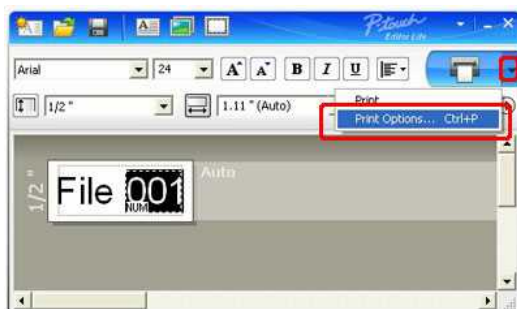 P-touch
Editor Lite
Arial
24
A A B I U
1/2 "
1.11 " (Auto)
Print
Print Options... Ctrl+P
1/2 "
File 001
NUM
Auto